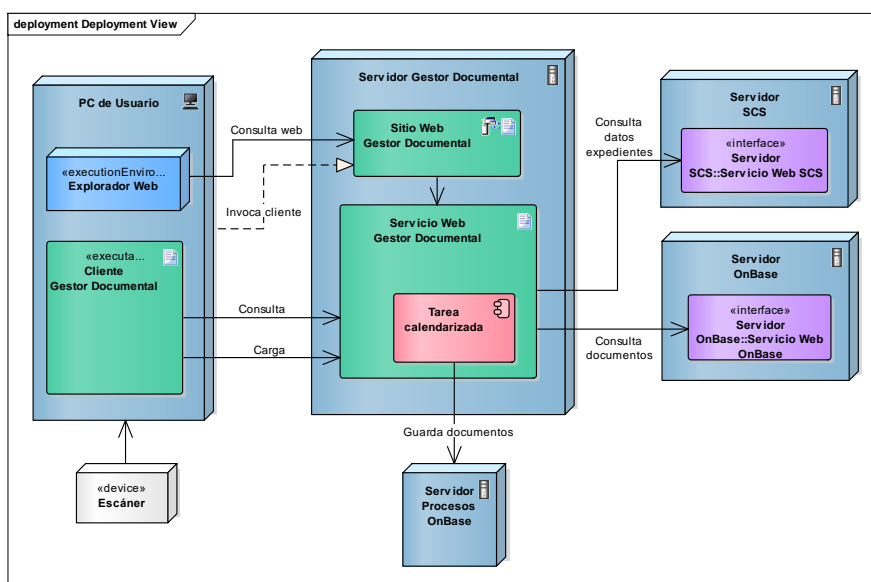 deployment Deployment View
PC de Usuario
«executionEnviro...
Explorador Web
«executa...
Cliente
Gestor Documental
«device»
Escáner
Consulta web
Invoca cliente
Consulta
Carga
Servidor Gestor Documental
Sitio Web
Gestor Documental
Servicio Web
Gestor Documental
Tarea
calendarizada
Guarda documentos
Servidor
Procesos
OnBase
Consulta
datos
expedientes
Consulta
documentos
Servidor
SCS
«interface»
Servidor
SCS::Servicio Web SCS
Servidor
OnBase
«interface»
Servidor
OnBase::Servicio Web
OnBase